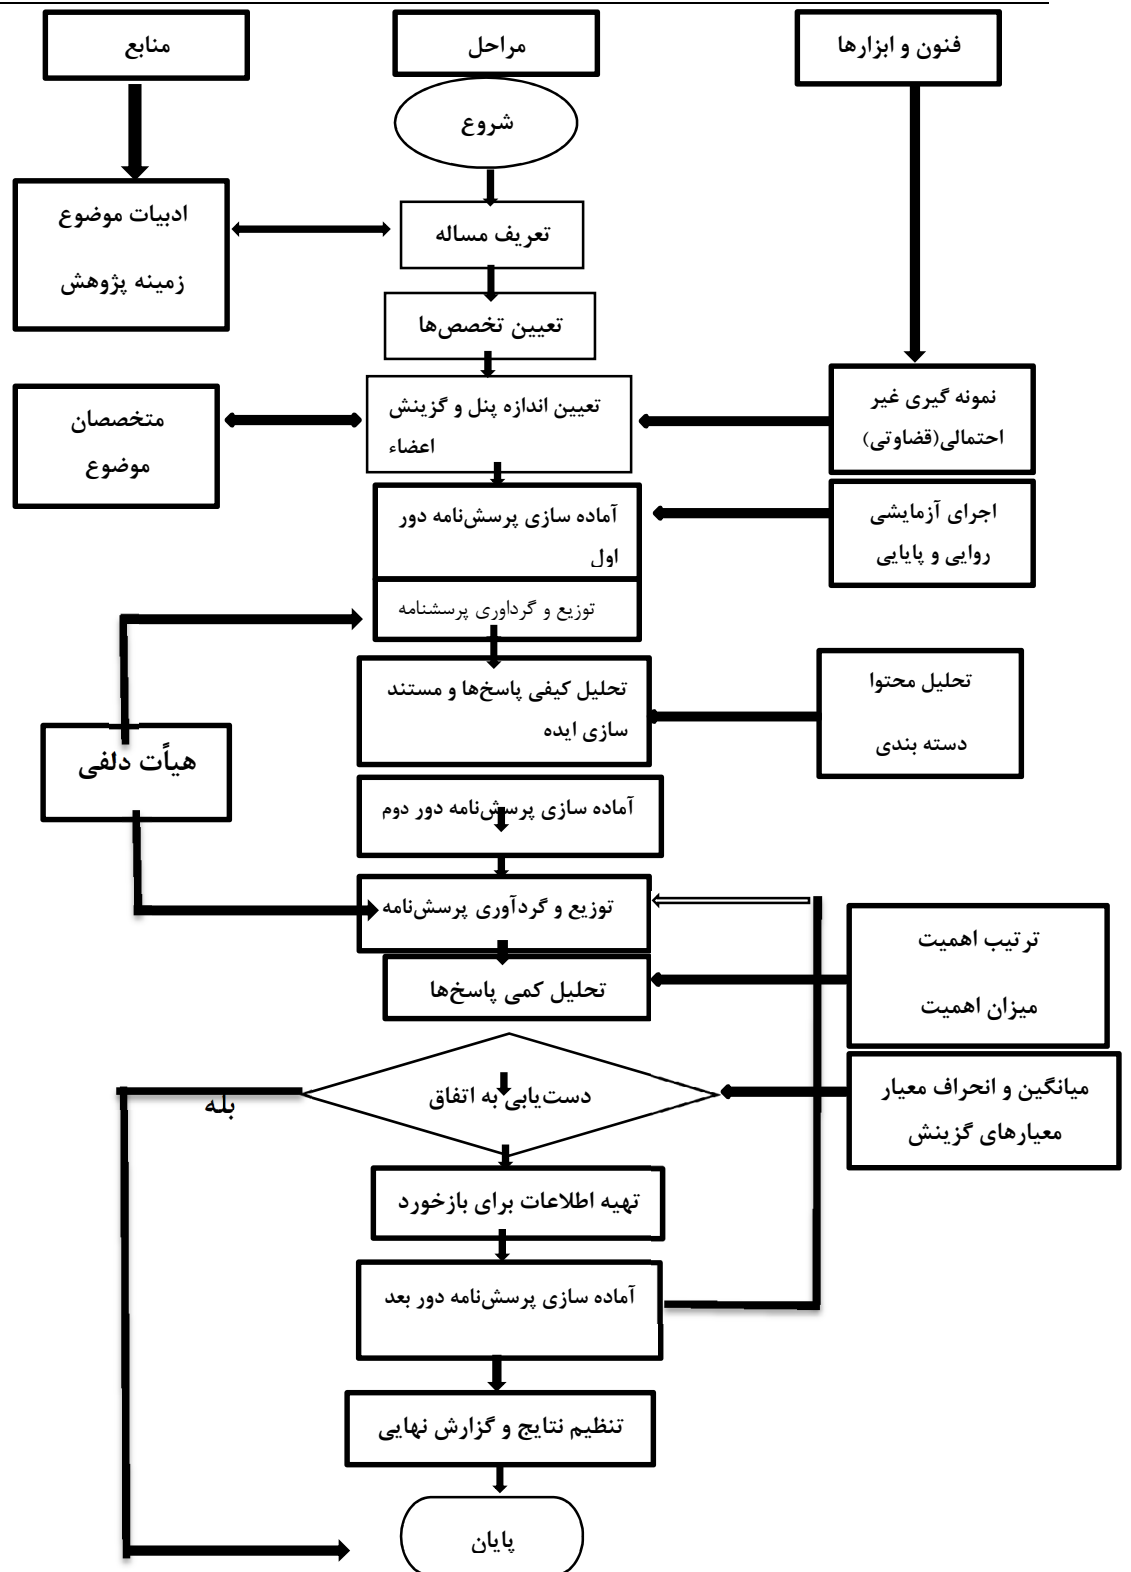 فنون و ابزارها
مراحل
منابع
شروع
ادبیات موضوع
زمینه پژوهش
تعریف مساله
تعیین تخصص‌ها
نمونه گیری غیر
احتمالی(قضاوتی)
تعیین اندازه پنل و گزینش
اعضاء
متخصصان
موضوع
اجرای آزمایشی
روایی و پایایی
آماده سازی پرسش‌نامه دور
اول
توزیع و گرداوری پرسشنامه
تحلیل محتوا
دسته بندی
تحلیل کیفی پاسخ‌ها و مستند
سازی ایده
هیأت دلفی
آماده سازی پرسش‌نامه دور دوم
توزیع و گردآوری پرسش‌نامه
ترتیب اهمیت
میزان اهمیت
تحلیل کمی پاسخ‌ها
میانگین و انحراف معیار
معیارهای گزینش
دست‌یابی به اتفاق
بله
تهیه اطلاعات برای بازخورد
آماده سازی پرسش‌نامه دور بعد
تنظیم نتایج و گزارش نهایی
پایان